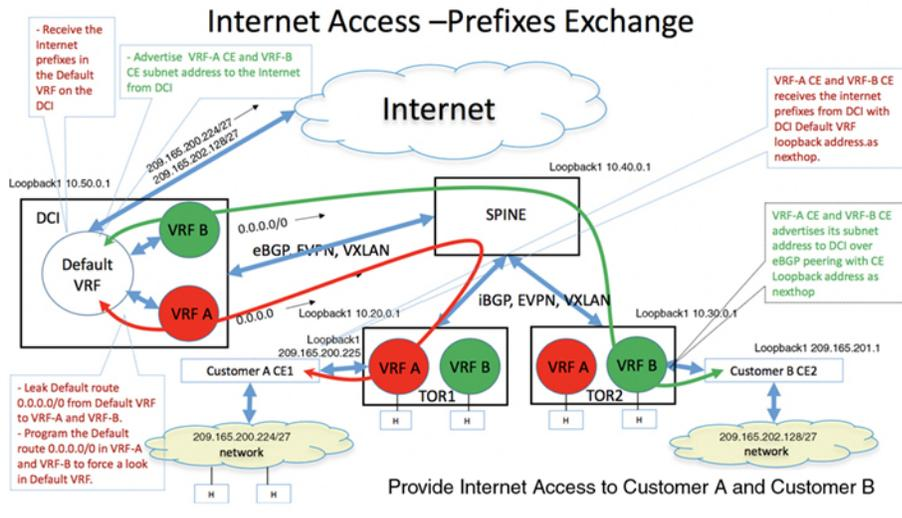 Internet Access –Prefixes Exchange
- Receive the
Internet
prefixes in
the Default
VRF on the
DCI
- Advertise VRF-A CE and VRF-B
CE subnet address to the Internet
from DCI
Internet
209.165.200.224/27
209.165.202.128/27
VRF-A CE and VRF-B CE
receives the internet
prefixes from DCI with
DCI Default VRF
loopback address.as
nexthop.
Loopback1 10.50.0.1
Loopback1 10.40.0.1
DCI
VRF B
Default
VRF
VRF A
0.0.0.0/0
eBGP, EVPN, VXLAN
0.0.0.0
SPINE
VRF-A CE and VRF-B CE
advertises its subnet
address to DCI over
eBGP peering with CE
Loopback address as
nexthop
iBGP, EVPN, VXLAN
Loopback1 10.20.0.1
Loopback1 10.30.0.1
Loopback1
209.165.200.225
Customer A CE1
VRF A
VRF B
TOR1
H
H
VRF A
VRF B
TOR2
H
H
Loopback1 209.165.201.1
Customer B CE2
- Leak Default route
0.0.0.0/0 from Default VRF
to VRF-A and VRF-B.
- Program the Default
route 0.0.0.0/0 in VRF-A
and VRF-B to force a look
in Default VRF.
209.165.200.224/27
network
H
H
209.165.202.128/27
network
Provide Internet Access to Customer A and Customer B